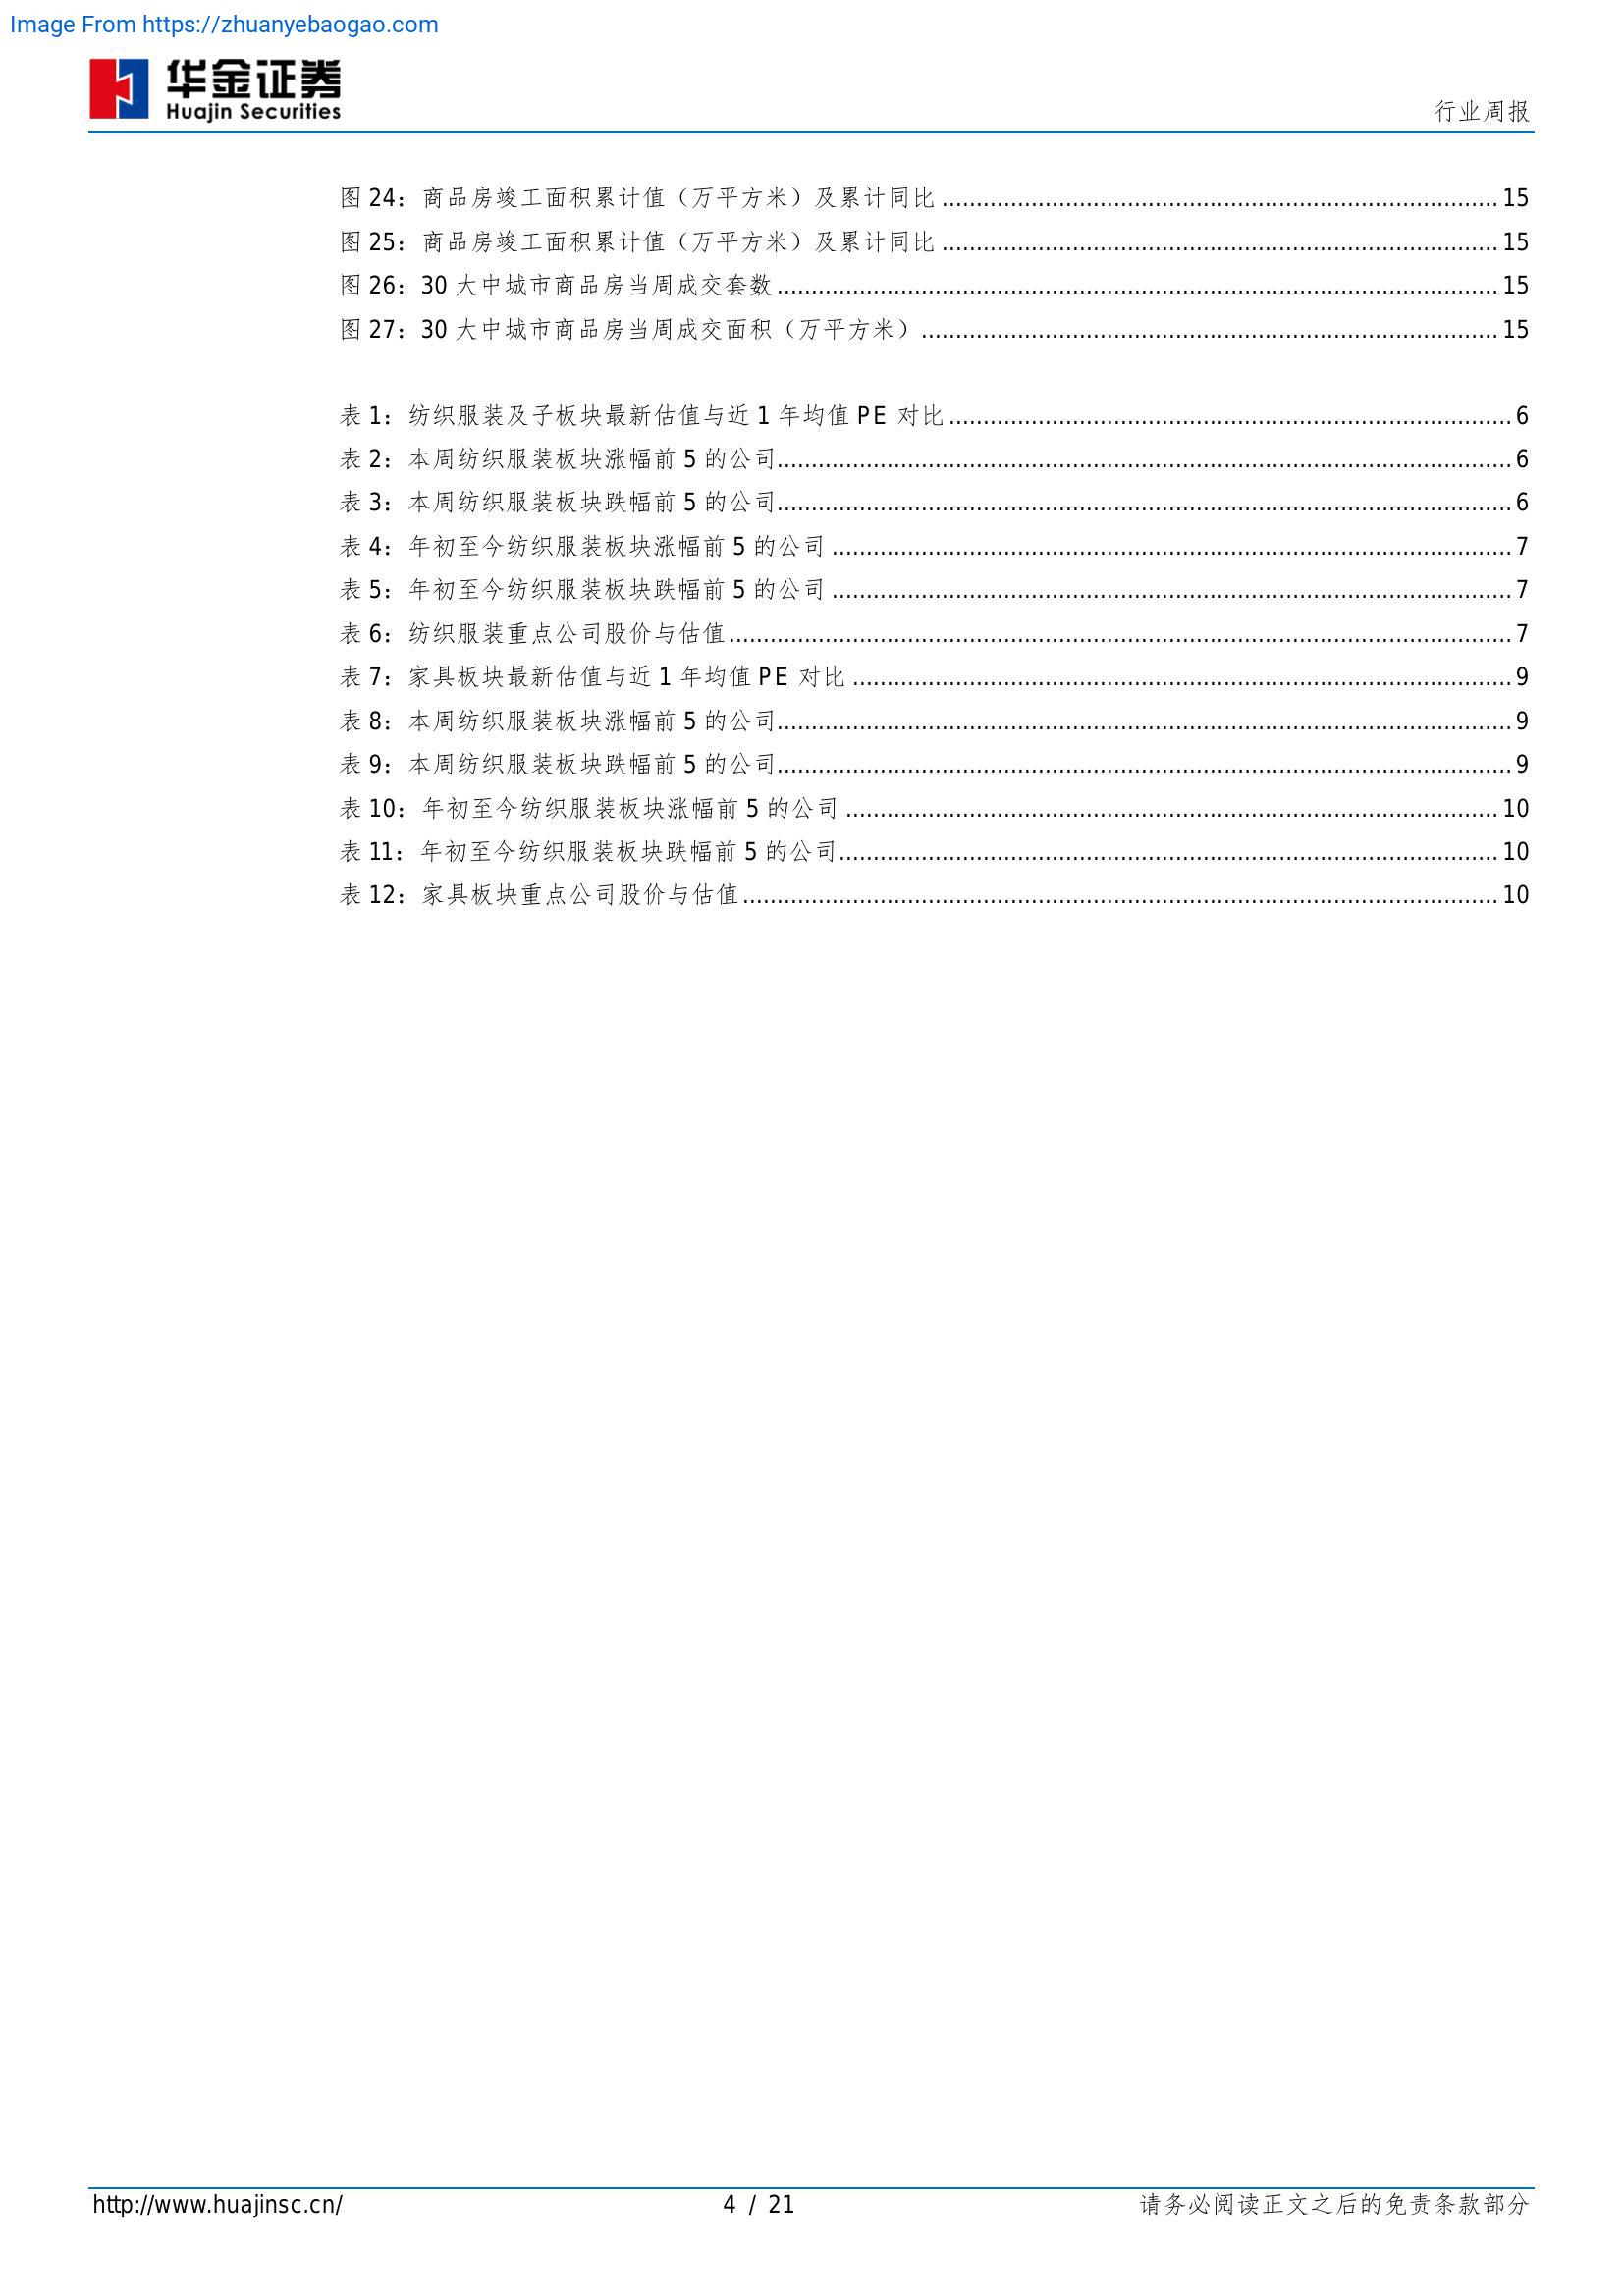 Image From https://zhuanyebaogao.com
华金证券
Huajin Securities
行业周报
图 24：商品房竣工面积累计值（万平方米）及累计同比 ........ 15
图 25：商品房竣工面积累计值（万平方米）及累计同比 ........ 15
图 26：30 大中城市商品房当周成交套数 ........ 15
图 27：30 大中城市商品房当周成交面积（万平方米） ........ 15
表 1：纺织服装及子板块最新估值与近 1 年均值 PE 对比 ........ 6
表 2：本周纺织服装板块涨幅前 5 的公司 ........ 6
表 3：本周纺织服装板块跌幅前 5 的公司 ........ 6
表 4：年初至今纺织服装板块涨幅前 5 的公司 ........ 7
表 5：年初至今纺织服装板块跌幅前 5 的公司 ........ 7
表 6：纺织服装重点公司股价与估值 ........ 7
表 7：家具板块最新估值与近 1 年均值 PE 对比 ........ 9
表 8：本周纺织服装板块涨幅前 5 的公司 ........ 9
表 9：本周纺织服装板块跌幅前 5 的公司 ........ 9
表 10：年初至今纺织服装板块涨幅前 5 的公司 ........ 10
表 11：年初至今纺织服装板块跌幅前 5 的公司 ........ 10
表 12：家具板块重点公司股价与估值 ........ 10
http://www.huajinsc.cn/ 4 / 21 请务必阅读正文之后的免责条款部分